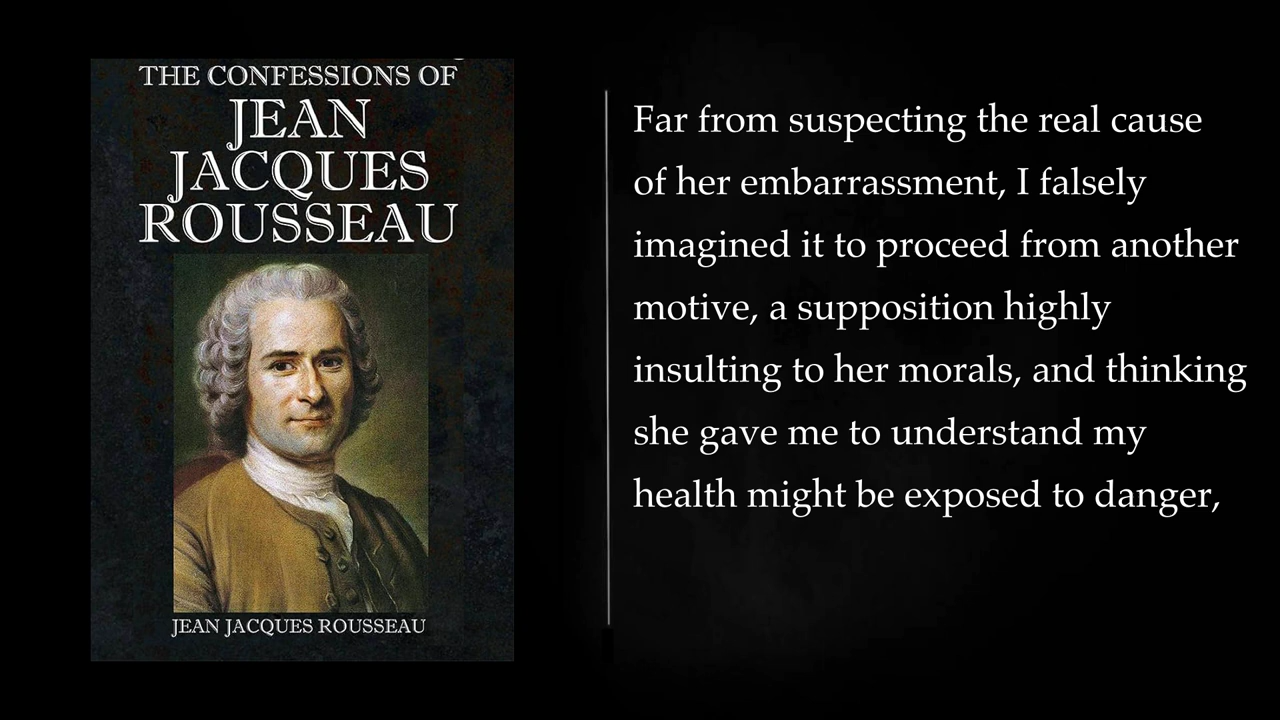 THE CONFESSIONS OF
JEAN
JACQUES
ROUSSEAU
JEAN JACQUES ROUSSEAU
Far from suspecting the real cause
of her embarrassment, I falsely
imagined it to proceed from another
motive, a supposition highly
insulting to her morals, and thinking
she gave me to understand my
health might be exposed to danger,